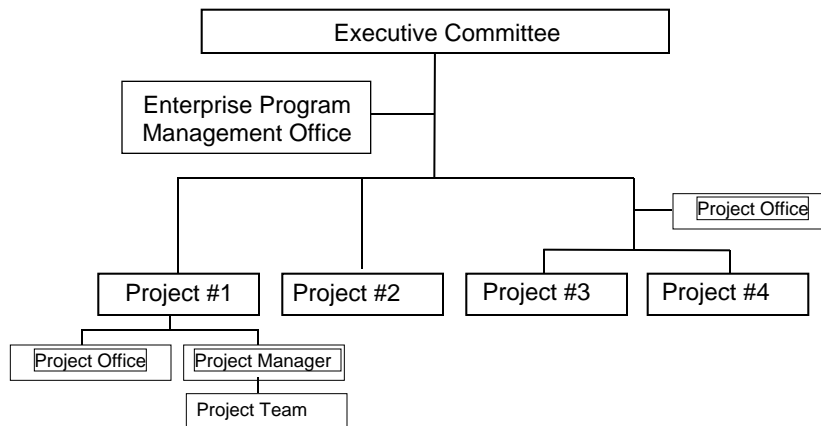 Executive Committee
Enterprise Program
Management Office
Project Office
Project #1
Project #2
Project #3
Project #4
Project Office
Project Manager
Project Team